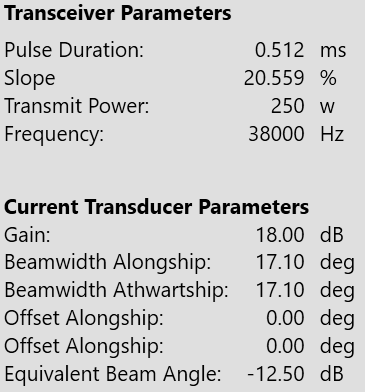 Transceiver Parameters
Pulse Duration: 0.512 ms
Slope 20.559 %
Transmit Power: 250 w
Frequency: 38000 Hz
Current Transducer Parameters
Gain: 18.00 dB
Beamwidth Alongship: 17.10 deg
Beamwidth Athwartship: 17.10 deg
Offset Alongship: 0.00 deg
Offset Alongship: 0.00 deg
Equivalent Beam Angle: -12.50 dB